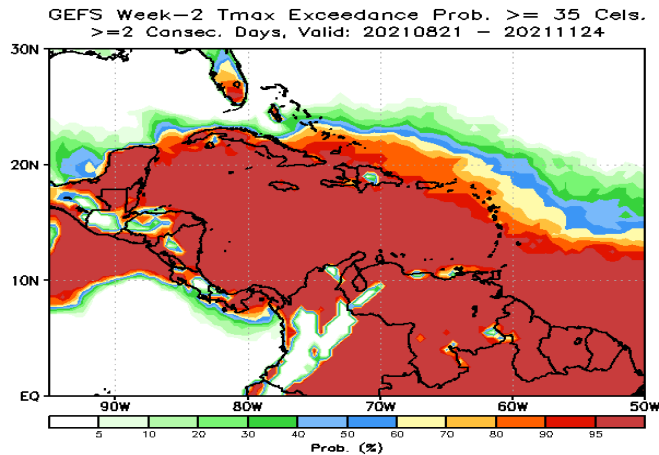 GEFS Week-2 Tmax Exceedance Prob. >= 35 Cels.
>=2 Consec. Days, Valid: 20210821 - 20211124
30N
20N
10N
EQ
90W 80W 70W 60W 50W
5 10 20 30 40 50 60 70 80 90 95
Prob. (%)